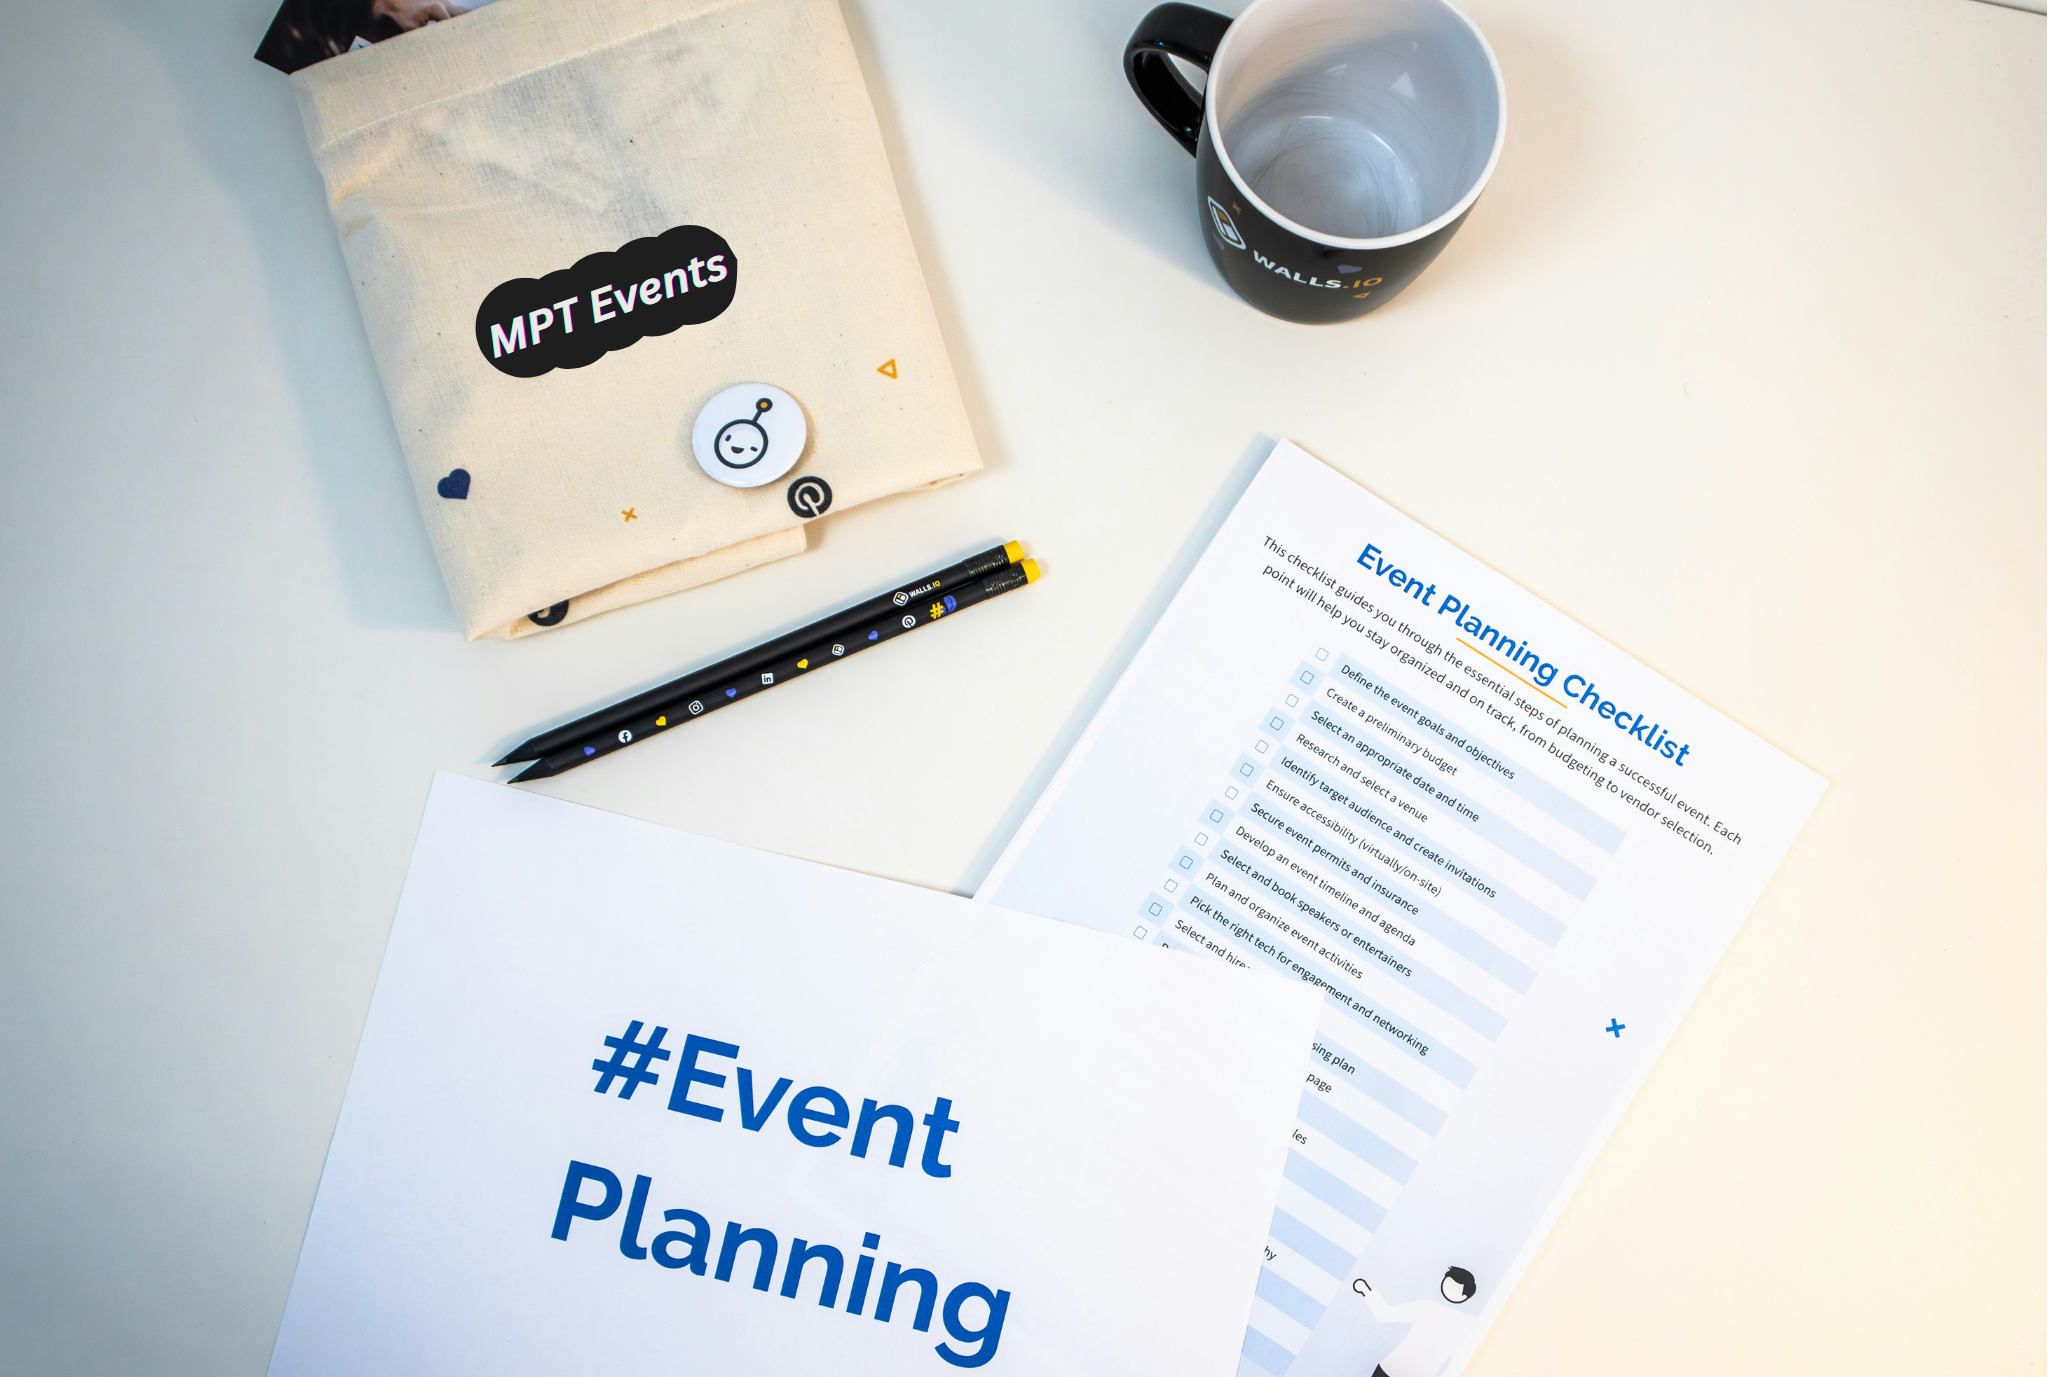 MPT Events
WALLS.IO
WALLS.IO
#
in
Event Planning Checklist
This checklist guides you through the essential steps of planning a successful event. Each
point will help you stay organized and on track, from budgeting to vendor selection.
Define the event goals and objectives
Create a preliminary budget
Select an appropriate date and time
Research and select a venue
Identify target audience and create invitations
Ensure accessibility (virtually/on-site)
Secure event permits and insurance
Develop an event timeline and agenda
Select and book speakers or entertainers
Plan and organize event activities
Pick the right tech for engagement and networking
Select and hire
plan
page
#Event
Planning